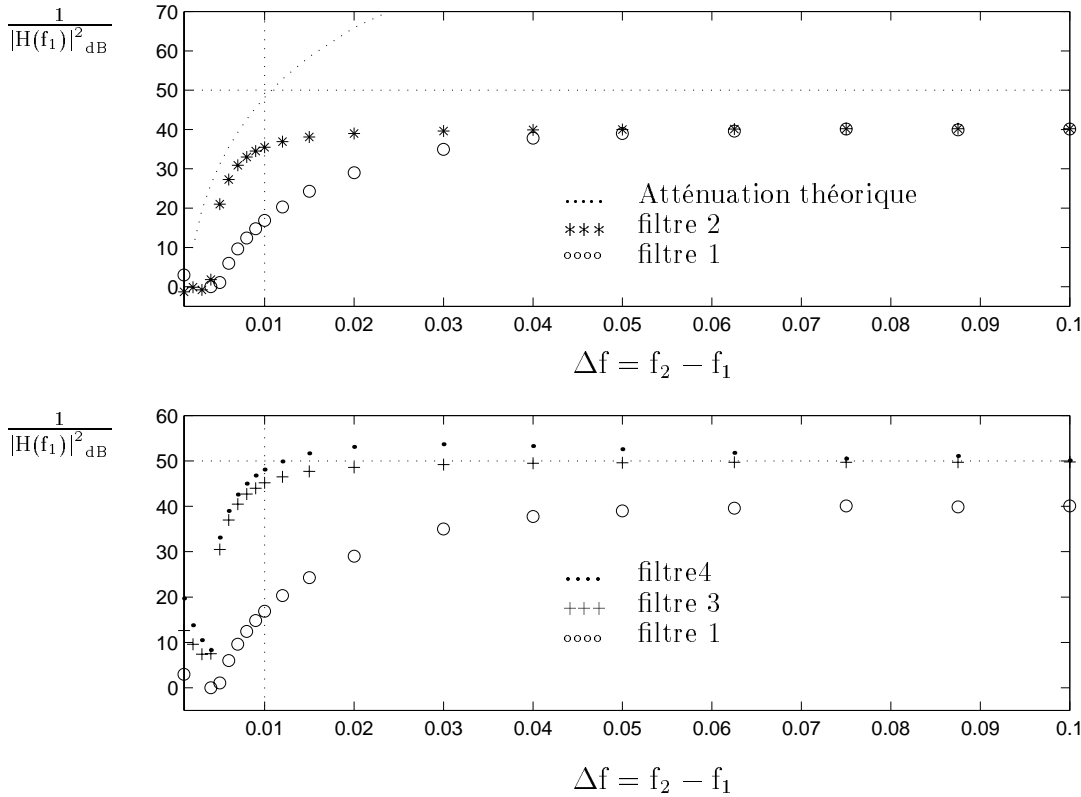 1
|H(f₁)|² dB
70
60
50
40
30
20
10
0
..... Atténuation théorique
*** filtre 2
oooo filtre 1
0.01 0.02 0.03 0.04 0.05 0.06 0.07 0.08 0.09 0.1
Δf = f₂ − f₁
1
|H(f₁)|² dB
60
50
40
30
20
10
0
.... filtre4
+++ filtre 3
oooo filtre 1
0.01 0.02 0.03 0.04 0.05 0.06 0.07 0.08 0.09 0.1
Δf = f₂ − f₁